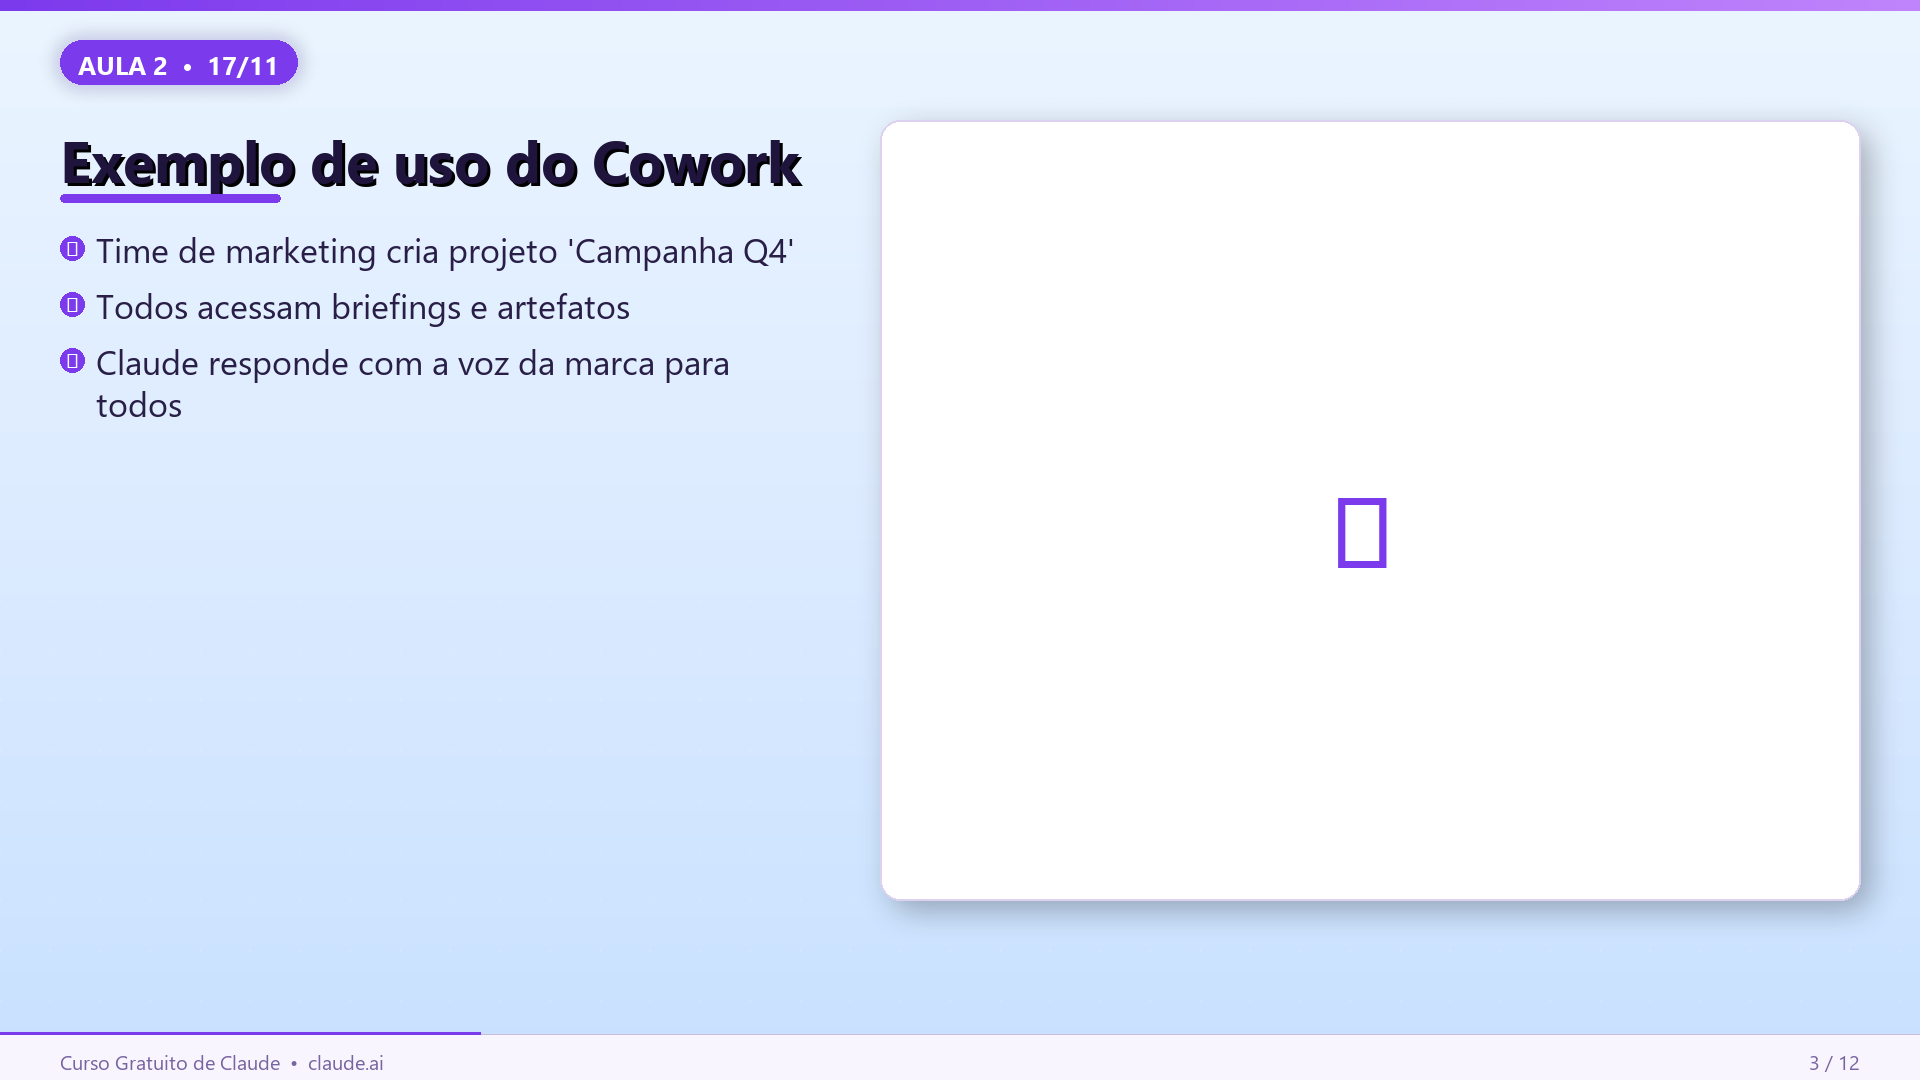 AULA 2 • 17/11
Exemplo de uso do Cowork
Time de marketing cria projeto 'Campanha Q4'
Todos acessam briefings e artefatos
Claude responde com a voz da marca para
todos
Curso Gratuito de Claude • claude.ai
3 / 12